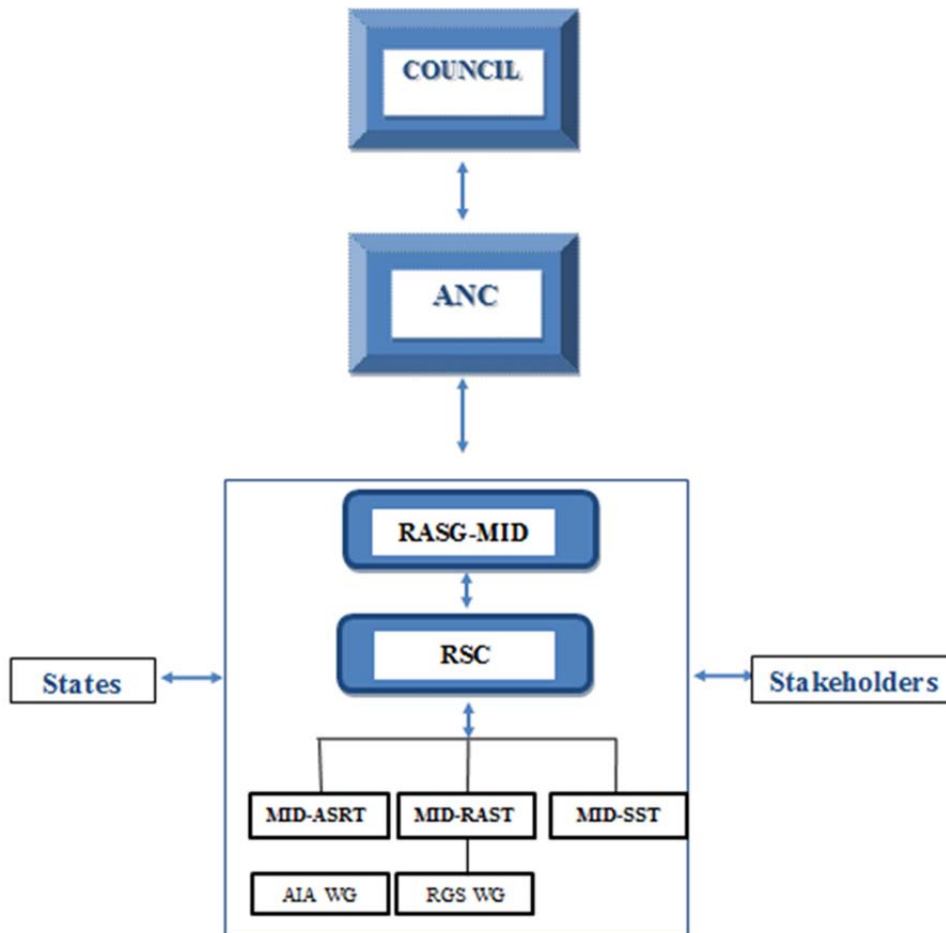 COUNCIL
ANC
RASG-MID
RSC
States
Stakeholders
MID-ASRT
MID-RAST
MID-SST
AIA WG
RGS WG